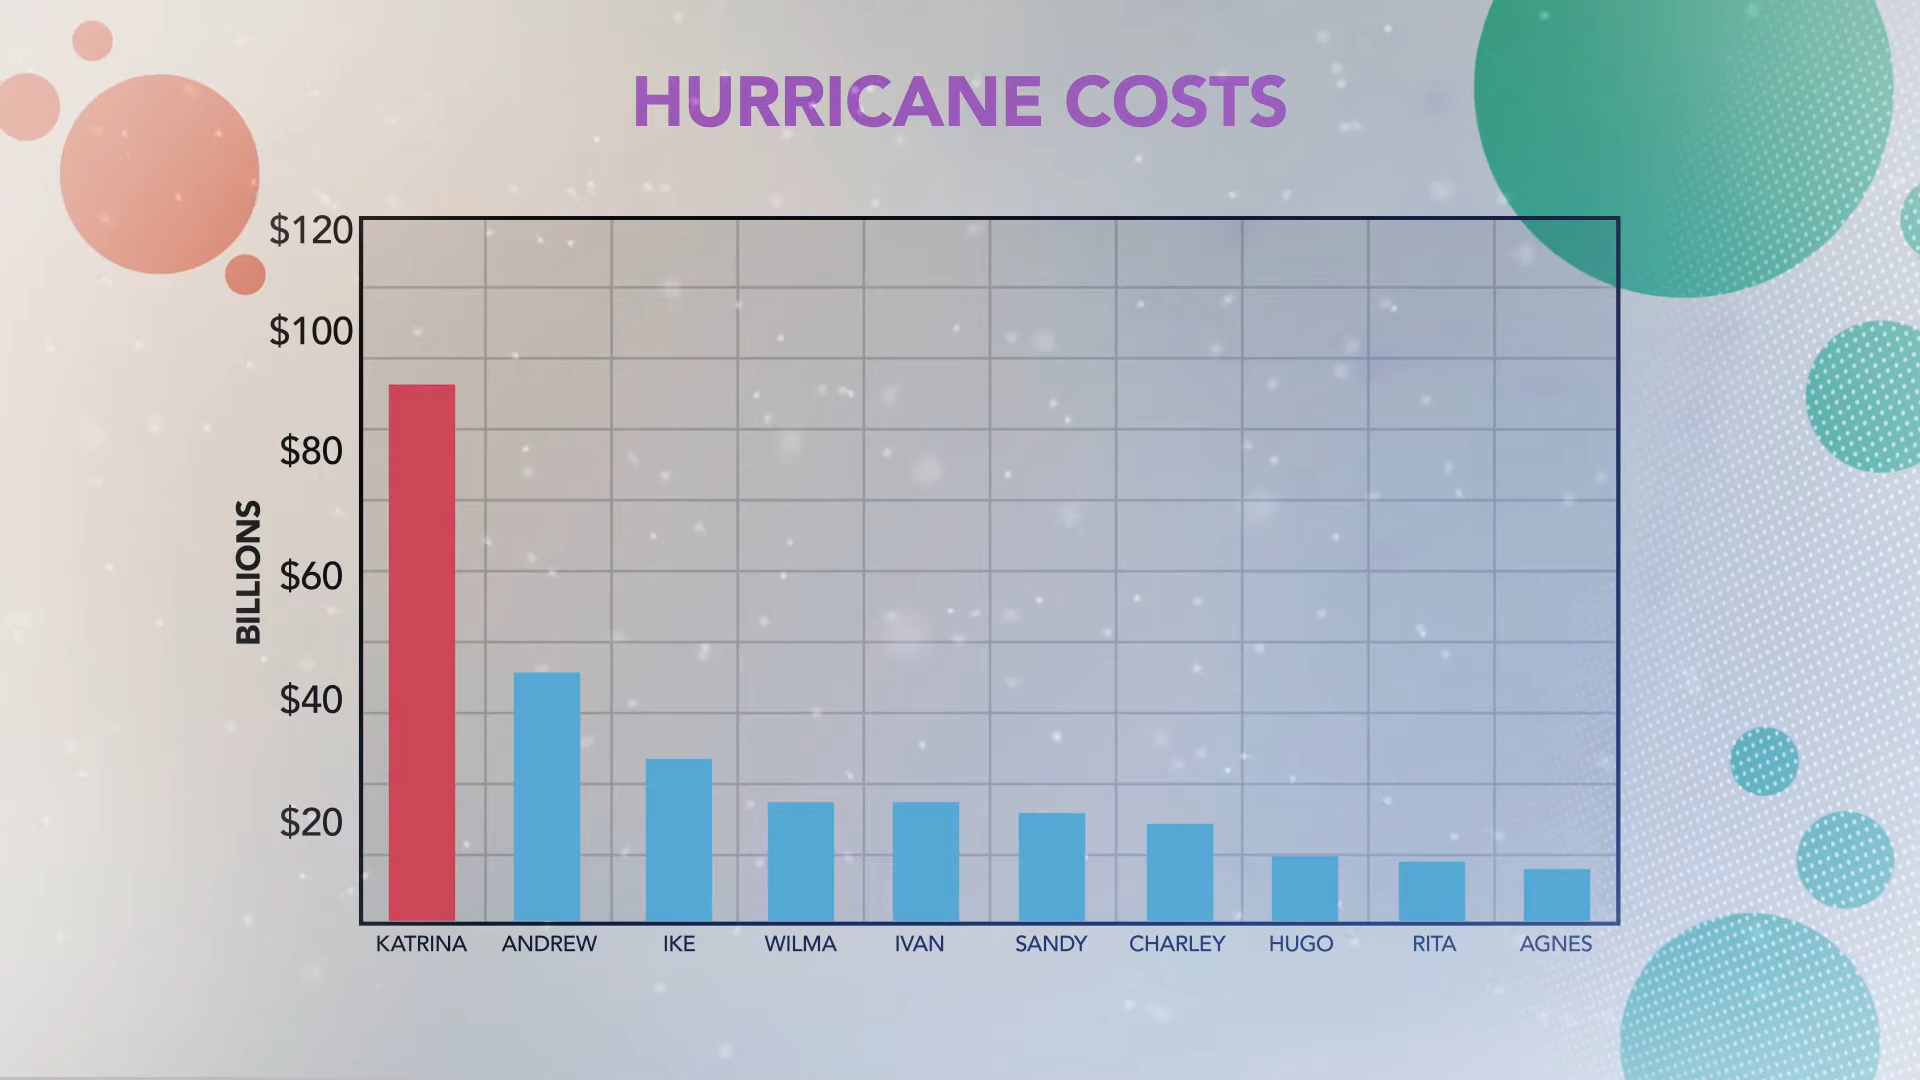 HURRICANE COSTS
$120
$100
$80
$60
$40
$20
BILLIONS
KATRINA ANDREW IKE WILMA IVAN SANDY CHARLEY HUGO RITA AGNES